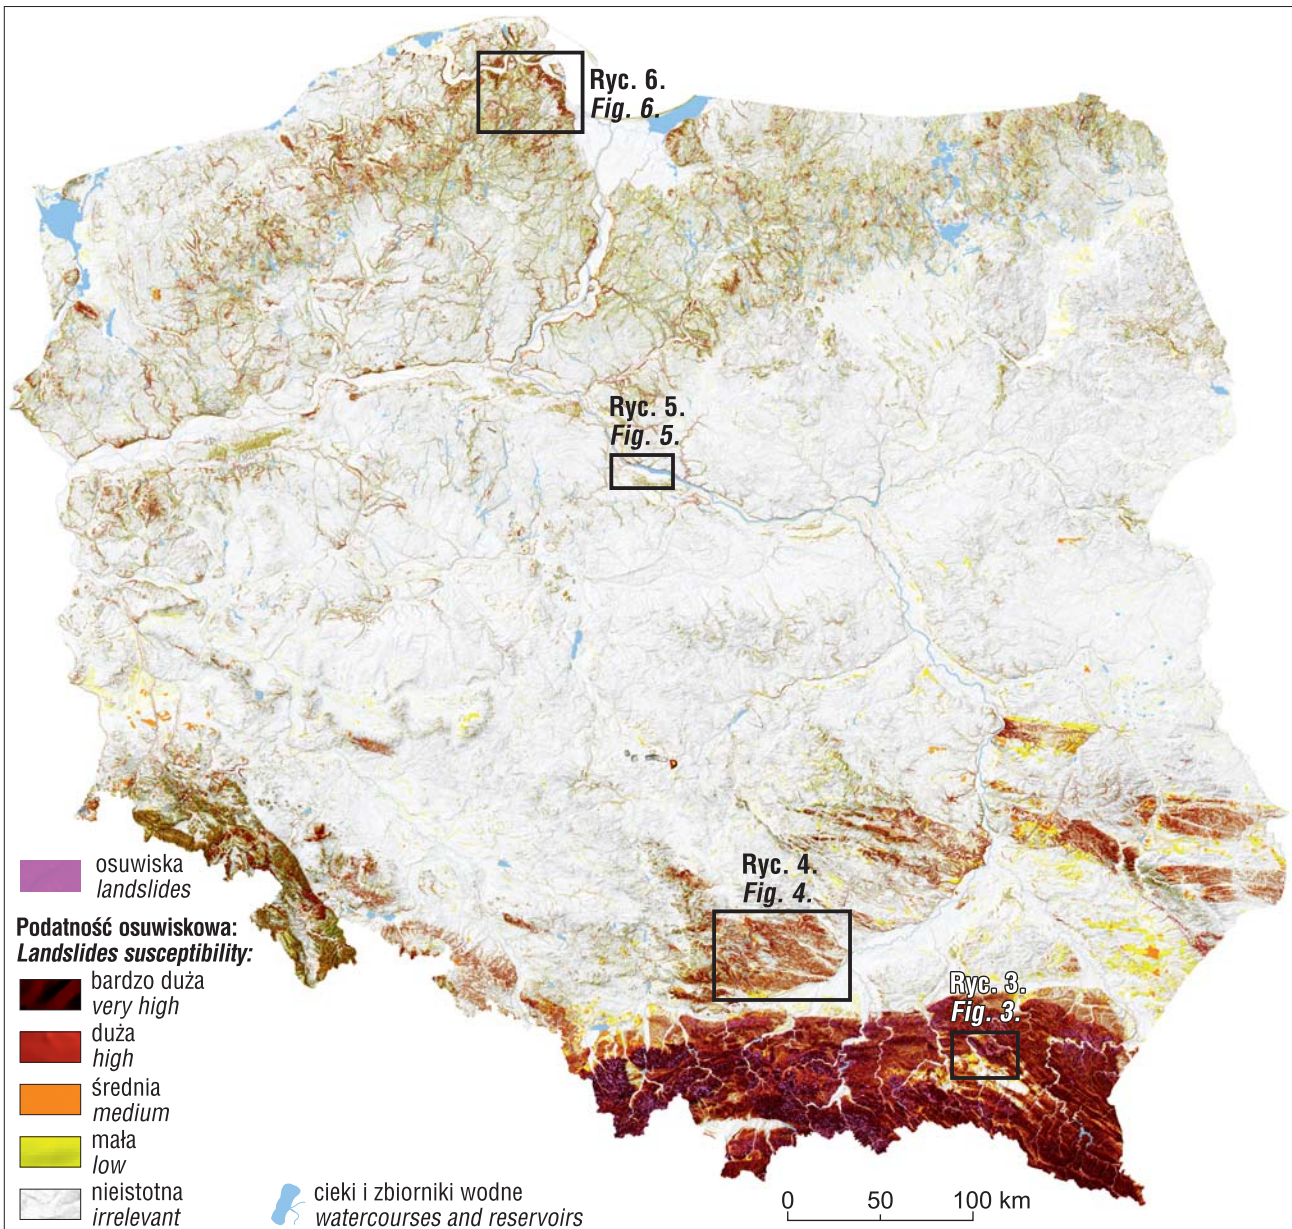 Ryc. 6.
Fig. 6.
Ryc. 5.
Fig. 5.
Ryc. 4.
Fig. 4.
Ryc. 3.
Fig. 3.
osuwiska
landslides
Podatność osuwiskowa:
Landslides susceptibility:
bardzo duża
very high
duża
high
średnia
medium
mała
low
nieistotna
irrelevant
cieki i zbiorniki wodne
watercourses and reservoirs
0 50 100 km